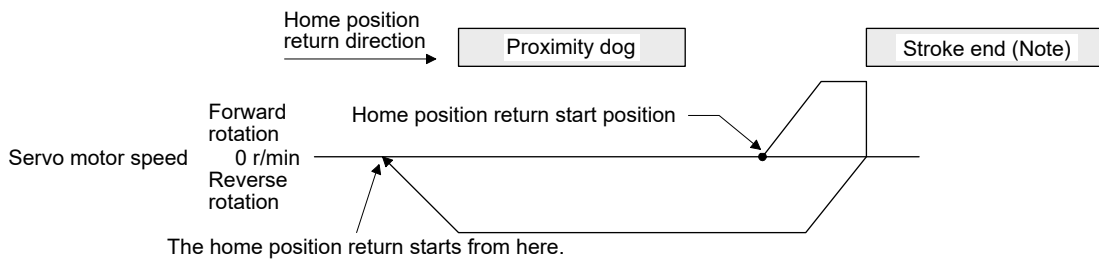 Home position
return direction
Proximity dog
Stroke end (Note)
Forward
rotation
Home position return start position
Servo motor speed
0 r/min
Reverse
rotation
The home position return starts from here.